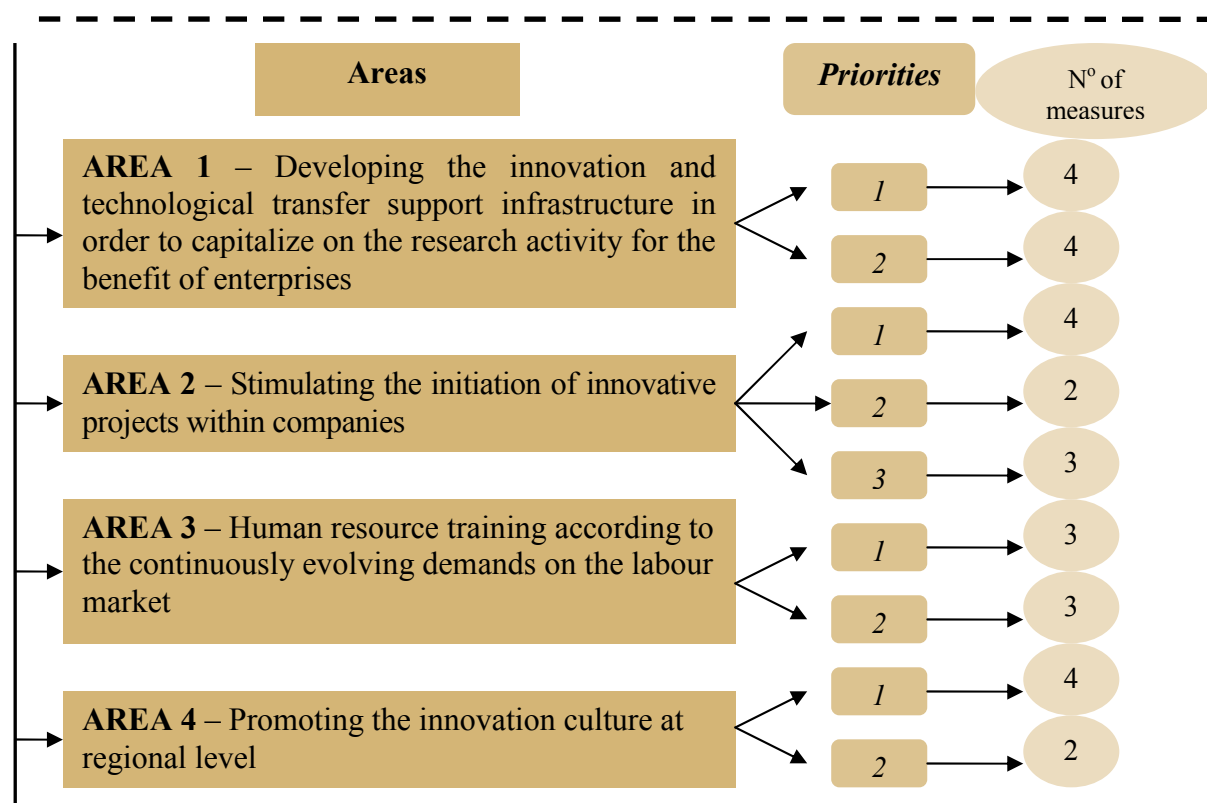 Areas
Priorities
Nº of
measures
AREA 1 – Developing the innovation and
technological transfer support infrastructure in
order to capitalize on the research activity for the
benefit of enterprises
1
4
2
4
AREA 2 – Stimulating the initiation of innovative
projects within companies
1
4
2
2
3
3
AREA 3 – Human resource training according to
the continuously evolving demands on the labour
market
1
3
2
3
AREA 4 – Promoting the innovation culture at
regional level
1
4
2
2